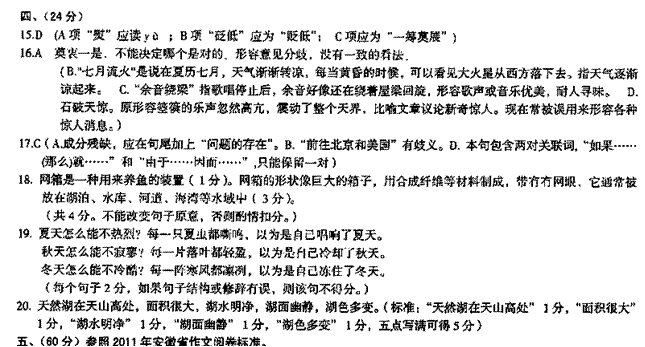 四、（24分）
15.D （A项“熨”应读yù ；B项“砭低”应为“贬低”； C项应为“一筹莫展”）
16.A 莫衷一是．不能决定哪个是对的．形容意见分歧，没有一致的看法．
（B."七月流火"是说在夏历七月，天气渐渐转凉，每当黄昏的时候，可以看见大火星从西方落下去。指天气逐渐
凉起来。 C.“余音绕梁”指歌唱停止后，余音好像还在绕着屋梁回旋，形容歌声或音乐优美，耐人寻味。 D.
石破天惊。原形容箜篌的乐声忽然高亢，震动了整个天界，比喻文章议论新奇惊人。现在常被误用来形容各种
惊人消息。）
17.C（A.成分残缺，应在句尾加上“问题的存在”。B.“前往北京和美国”有歧义。D．本句包含两对关联词，“如果……
(那么)就……”和“由于……因而……”,只能保留一对）
18．网箱是一种用来养鱼的装置（1分）。网箱的形状像巨大的箱子，用合成纤维等材料制成，带有有网眼．它通常被
放在湖泊、水库、河道、海湾等水域中（3分）。
（共4分。不能改变句子原意，否则酌情扣分。）
19．夏天怎么能不热烈？每一只夏虫都嘶鸣，以为是自己唱响了夏天。
秋天怎么能不寂寥？每一片落叶都轻盈，以为是自己冷却了秋天。
冬天怎么能不冷酷？每一阵寒风都凛冽，以为是自己冻住了冬天。
（每个句子2分，如果句子结构或修辞有误，则该句不得分。）
20．天然湖在天山高处，面积很大，湖水明净，湖面幽静，湖色多变。（标准：“天然湖在天山高处”1分，“面积很大”
1分，“湖水明净”1分，“湖面幽静”1分，“湖色多变”1分，五点写满可得5分）
五、（60分）参照2011年安徽省作文阅卷标准。